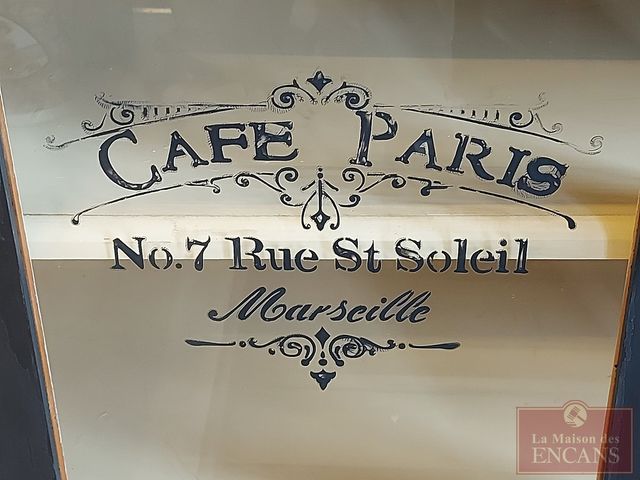 CAFE PARIS
No.7 Rue St Soleil
Marseille
La Maison des
ENCANS